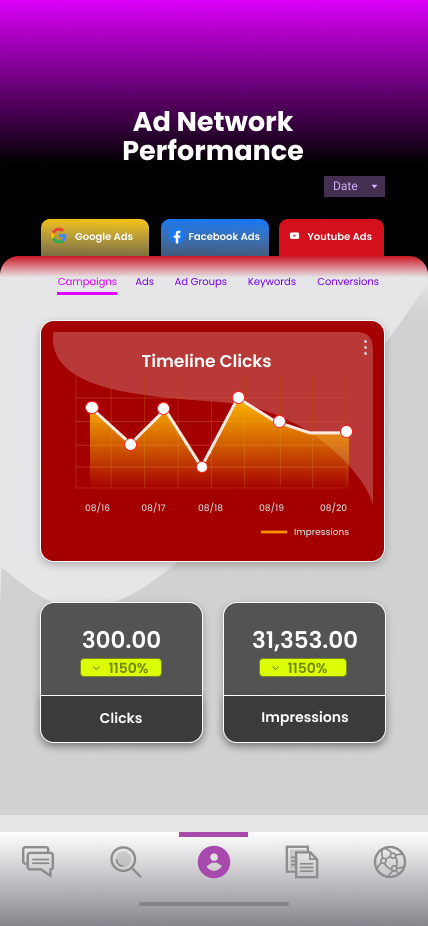 Ad Network
Performance
Date
Google Ads
Facebook Ads
Youtube Ads
Campaigns
Ads
Ad Groups
Keywords
Conversions
Timeline Clicks
08/16
08/17
08/18
08/19
08/20
Impressions
300.00
1150%
Clicks
31,353.00
1150%
Impressions